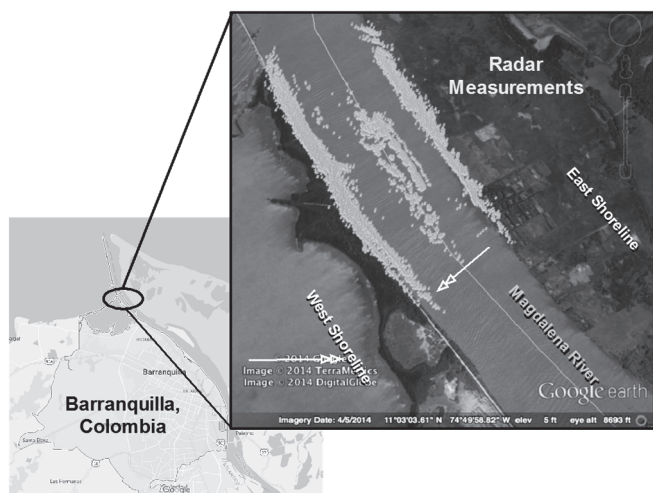 Radar
Measurements
East Shoreline
West Shoreline
Magdalena River
Image © 2014 TerraMetrics
Image © 2014 DigitalGlobe
Google earth
Imagery Date: 4/5/2014 11°03'03.61" N 74°49'58.82" W elev 5 ft eye alt 8693 ft
Barranquilla
Barranquilla,
Colombia